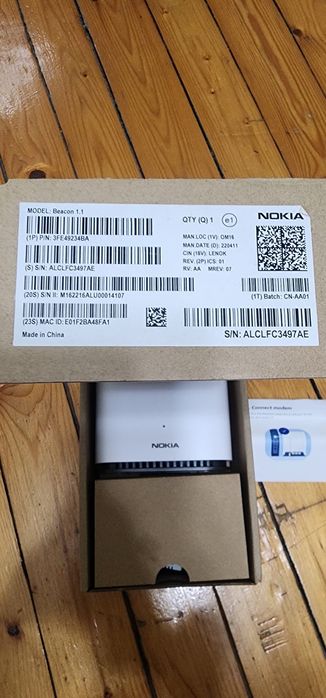 MODEL: Beacon 1.1
(1P) P/N: 3FE49234BA
(S) S/N: ALCLFC3497AE
(20S) S/N II: M162216ALU00014107
(23S) MAC ID: E01F2BA48FA1
Made in China
QTY (Q) 1
e1
NOKIA
MAN.LOC (1V): OM16
MAN.DATE (D): 220411
CIN (18V): LENOK
REV. (2P) ICS: 01
RV: AA MREV: 07
(1T) Batch: CN-AA01
S/N: ALCLFC3497AE
Connect modem
NOKIA